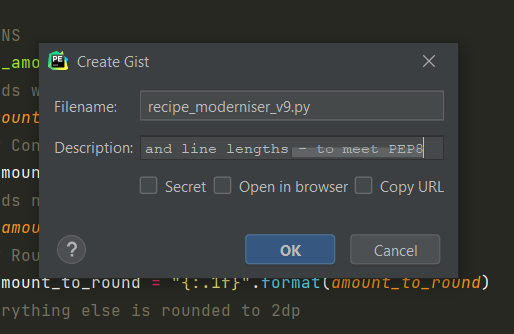 NS
_amo
Create Gist
ds w
Filename:
recipe_moderniser_v9.py
ount
Con
Description:
and line lengths - to meet PEP8
moun
ds n
Secret
Open in browser
Copy URL
amou
?
OK
Cancel
Rou
mount_to_round = "{:.1f}".format(amount_to_round)
rything else is rounded to 2dp